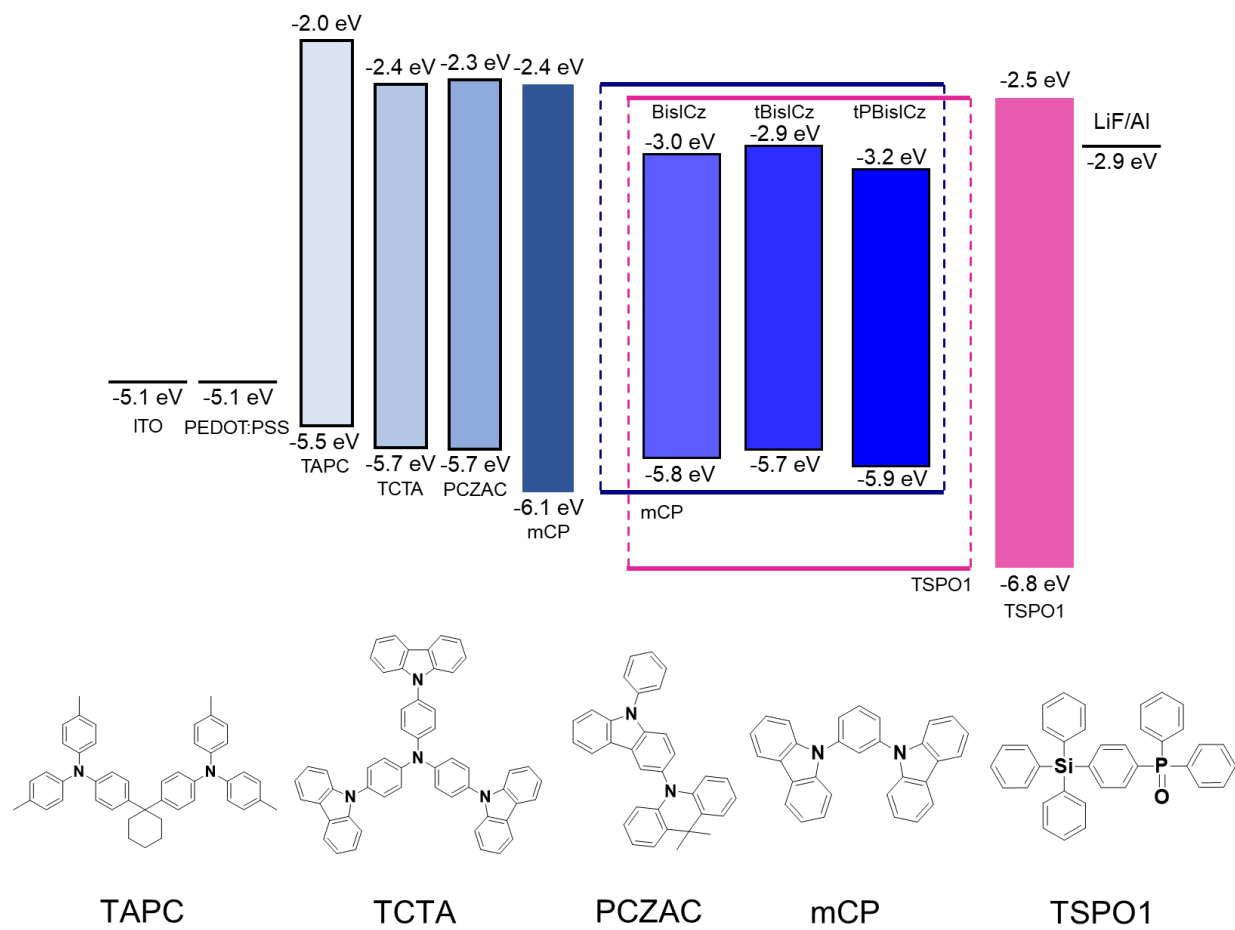 -2.0 eV
-2.4 eV
-2.3 eV
-2.4 eV
-2.5 eV
BisICz
tBisICz
tPBisICz
LiF/Al
-3.0 eV
-2.9 eV
-3.2 eV
-2.9 eV
-5.1 eV
-5.1 eV
ITO
PEDOT:PSS
-5.5 eV
TAPC
-5.7 eV
-5.7 eV
TCTA
PCZAC
-5.8 eV
-5.7 eV
-5.9 eV
-6.1 eV
mCP
mCP
TSPO1
-6.8 eV
TSPO1
N
N
N
N
N
N
N
N
N
N
Si
P
O
TAPC
TCTA
PCZAC
mCP
TSPO1